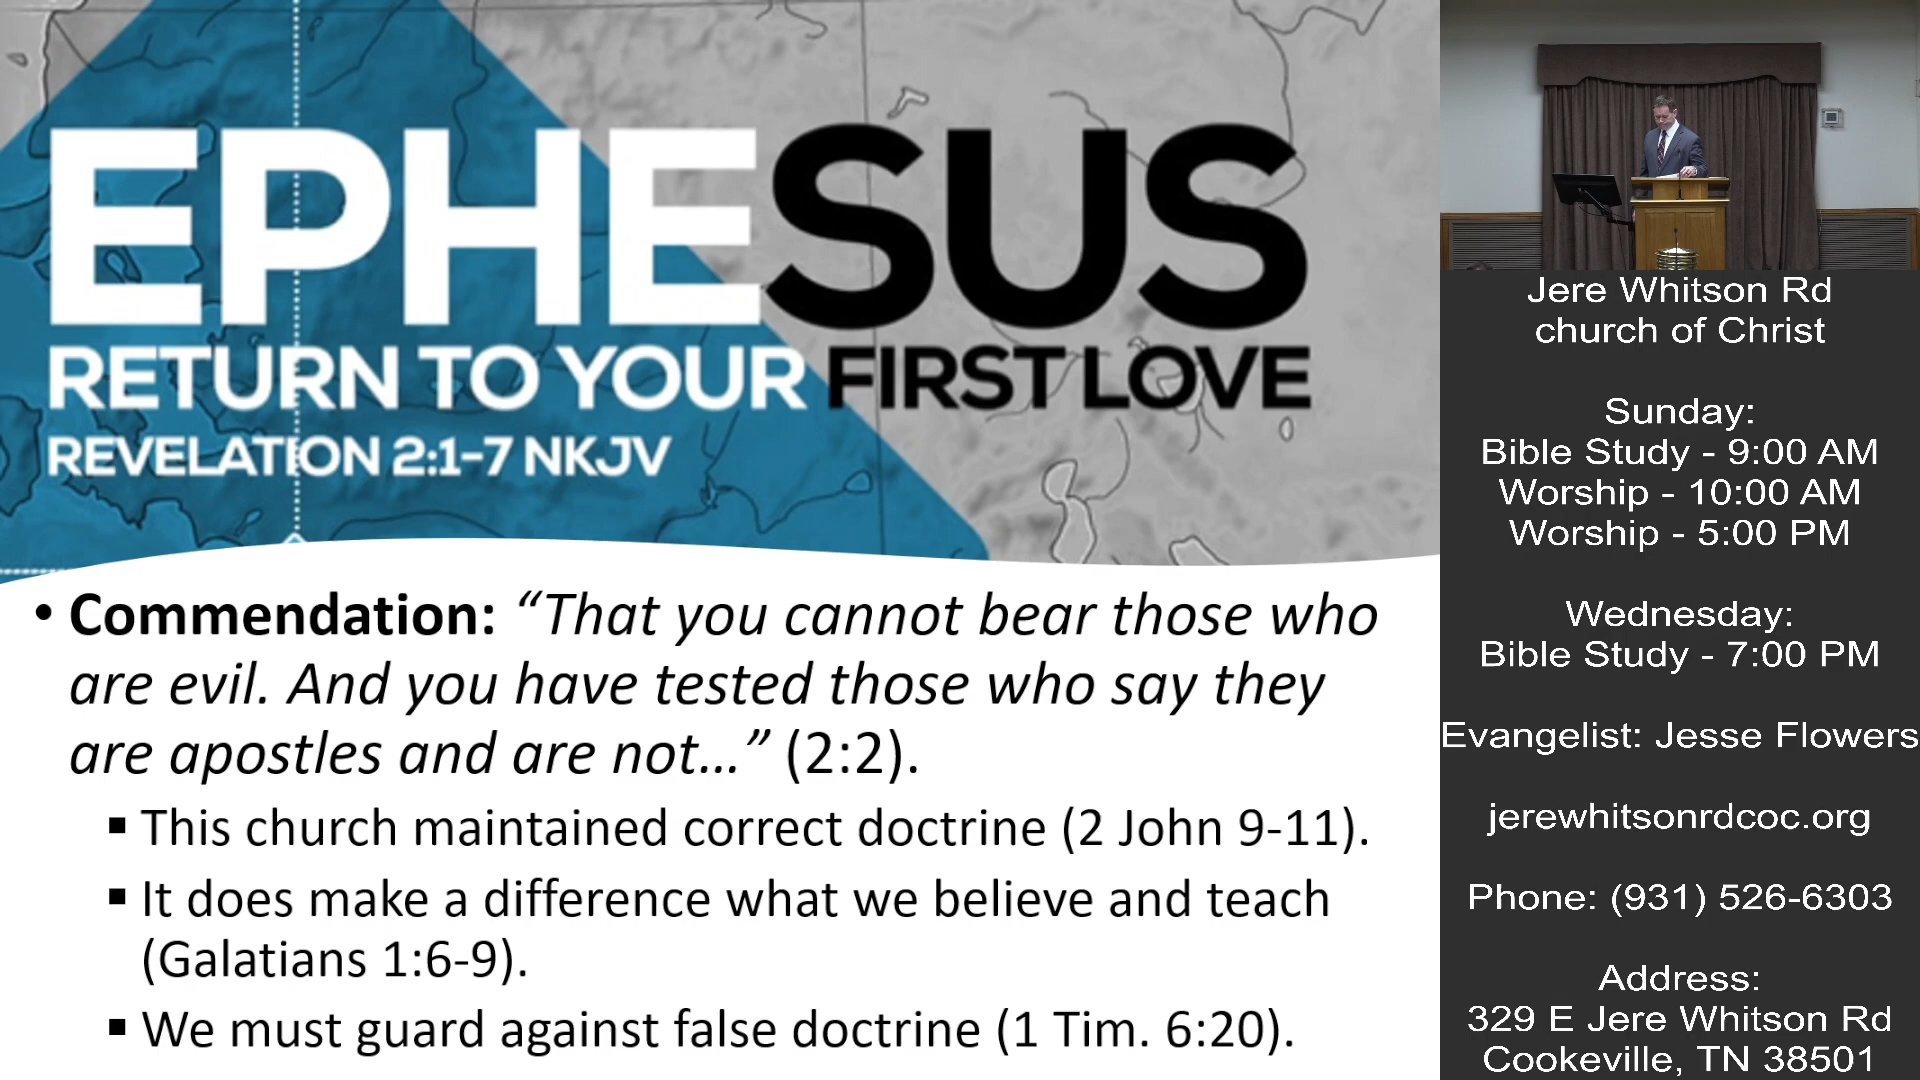 EPHESUS
RETURN TO YOUR FIRST LOVE
REVELATION 2:1-7 NKJV
• Commendation: “That you cannot bear those who
are evil. And you have tested those who say they
are apostles and are not…” (2:2).
▪ This church maintained correct doctrine (2 John 9-11).
▪ It does make a difference what we believe and teach
(Galatians 1:6-9).
▪ We must guard against false doctrine (1 Tim. 6:20).
Jere Whitson Rd
church of Christ
Sunday:
Bible Study - 9:00 AM
Worship - 10:00 AM
Worship - 5:00 PM
Wednesday:
Bible Study - 7:00 PM
Evangelist: Jesse Flowers
jerewhitsonrdcoc.org
Phone: (931) 526-6303
Address:
329 E Jere Whitson Rd
Cookeville, TN 38501